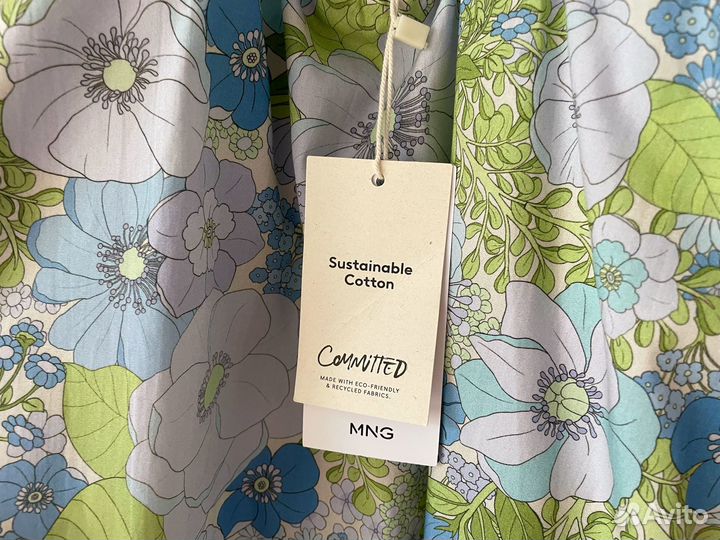 Sustainable
Cotton
COMMITTED
MADE WITH ECO-FRIENDLY
& RECYCLED FABRICS.
MNG
Avito